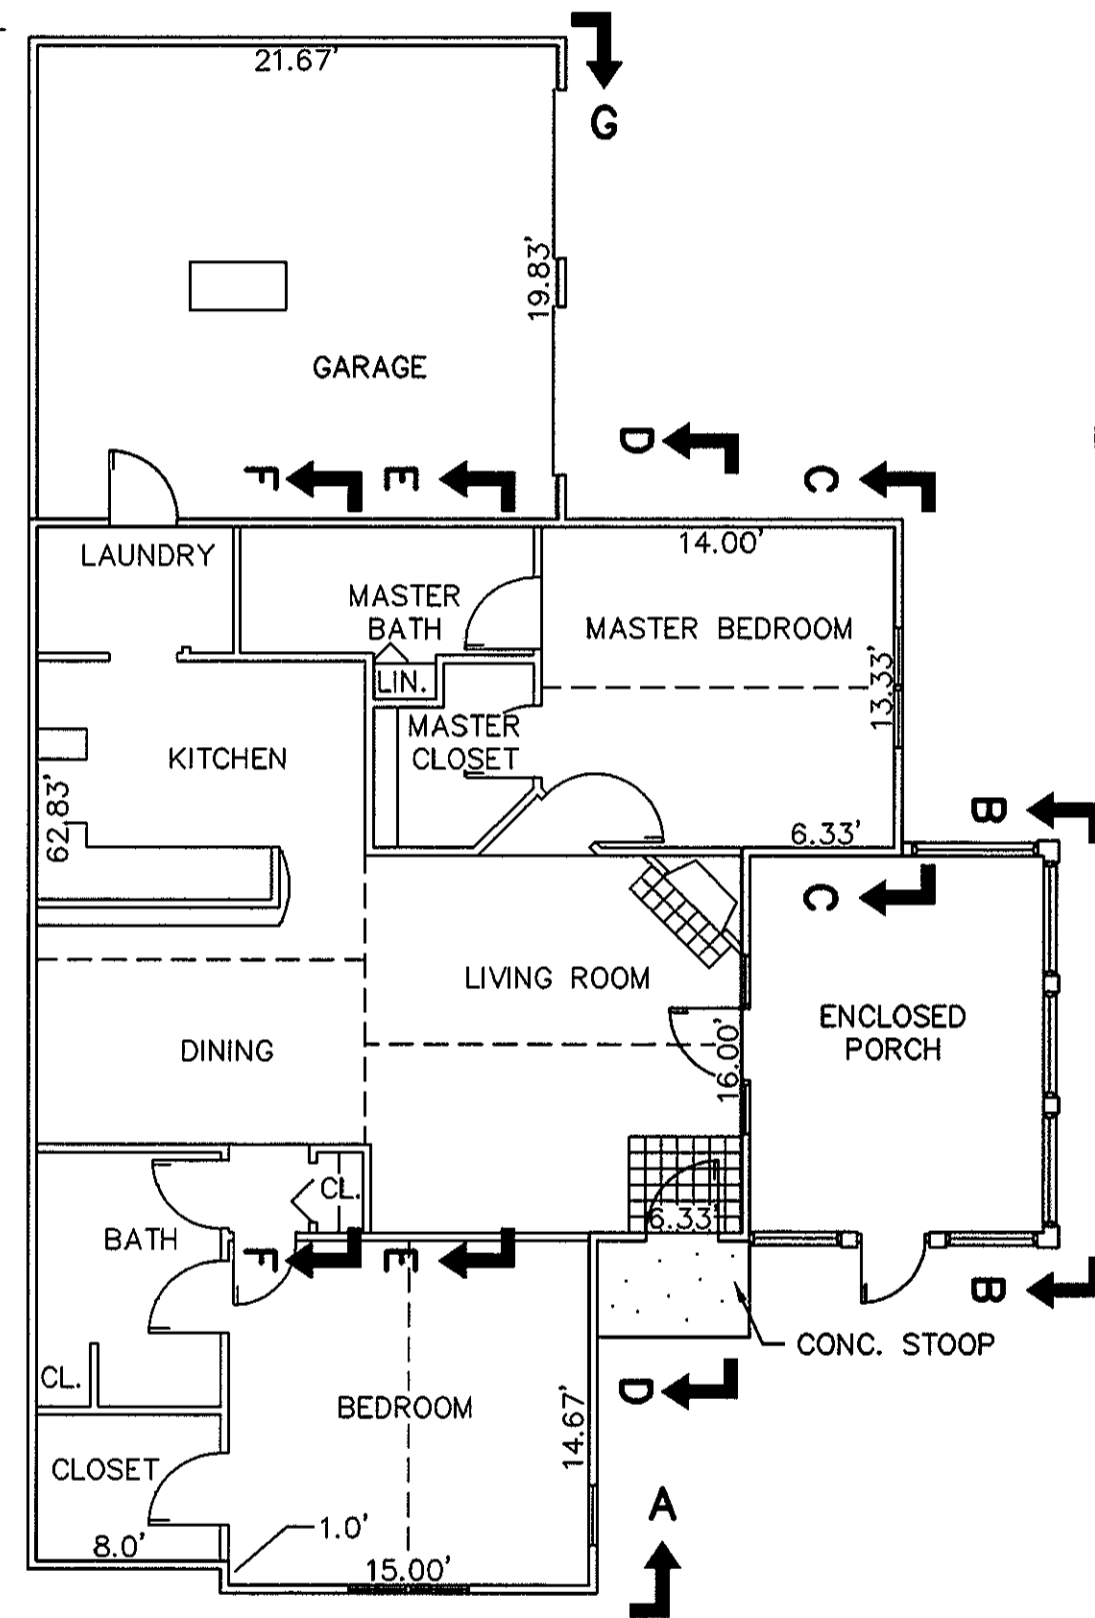 21.67'
G
19.83'
GARAGE
D
C
F
E
LAUNDRY
14.00'
MASTER
BATH
MASTER BEDROOM
LIN.
13.33'
MASTER
CLOSET
KITCHEN
62.83'
B
6.33'
C
LIVING ROOM
ENCLOSED
PORCH
DINING
16.00'
CL.
6.33'
BATH
F
E
B
CONC. STOOP
CL.
D
BEDROOM
14.67'
CLOSET
A
1.0'
8.0'
15.00'